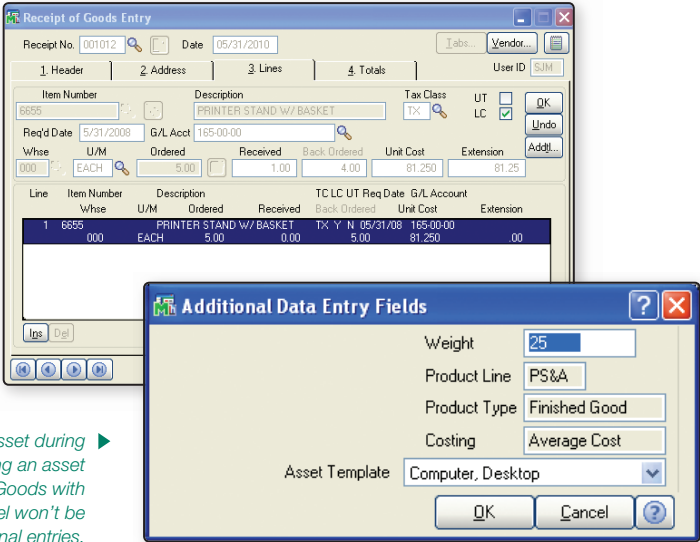 Receipt of Goods Entry
Receipt No. 001012 Date 05/31/2010 Tabs... Vendor...
1. Header 2. Address 3. Lines 4. Totals User ID SJM
Item Number Description Tax Class UT OK
6655 PRINTER STAND W/ BASKET TX LC Undo
Req'd Date 5/31/2008 G/L Acct 165-00-00 Addtl...
Whse U/M Ordered Received Back Ordered Unit Cost Extension
000 EACH 5.00 1.00 4.00 81.250 81.25
Line Item Number Description TC LC UT Req Date G/L Account
Whse U/M Ordered Received Back Ordered Unit Cost Extension
1 6655 PRINTER STAND W/ BASKET TX Y N 05/31/08 165-00-00
000 EACH 5.00 0.00 5.00 81.250 .00
Ins Del
Additional Data Entry Fields
Weight 25
Product Line PS&A
Product Type Finished Good
Costing Average Cost
Asset Template Computer, Desktop
OK Cancel
sset during
ng an asset
Goods with
el won't be
nal entries.